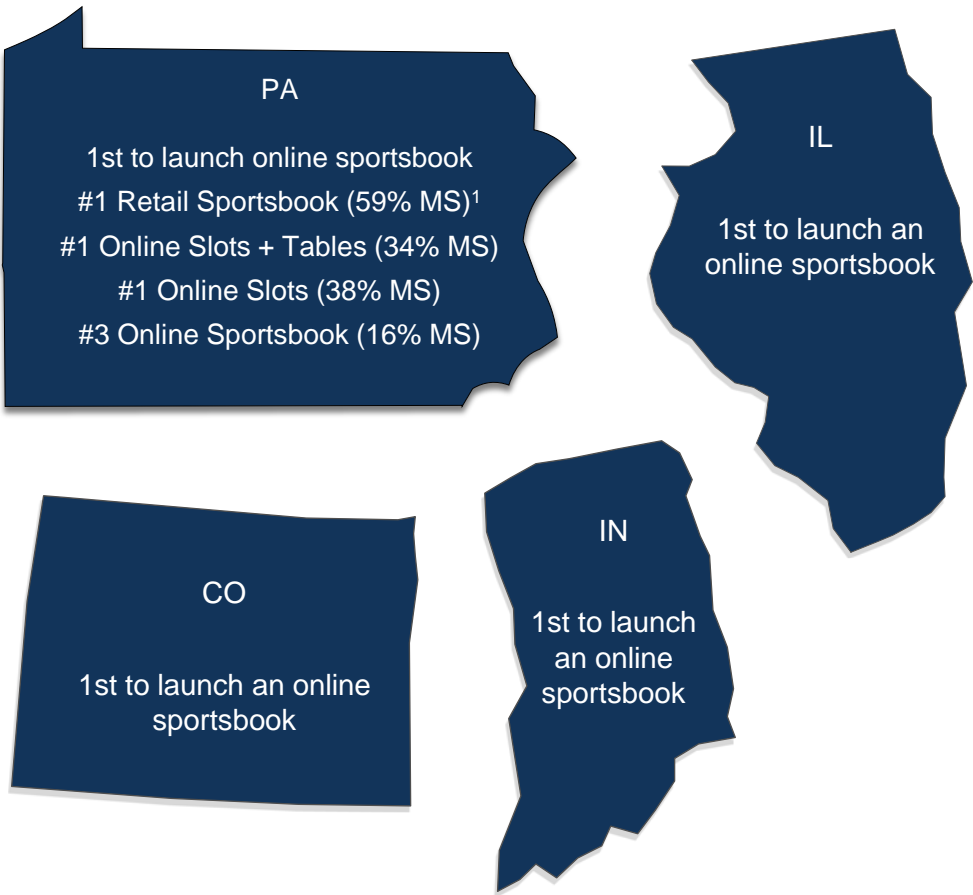 PA
1st to launch online sportsbook
#1 Retail Sportsbook (59% MS)¹
#1 Online Slots + Tables (34% MS)
#1 Online Slots (38% MS)
#3 Online Sportsbook (16% MS)
IL
1st to launch an
online sportsbook
CO
1st to launch an online
sportsbook
IN
1st to launch
an online
sportsbook